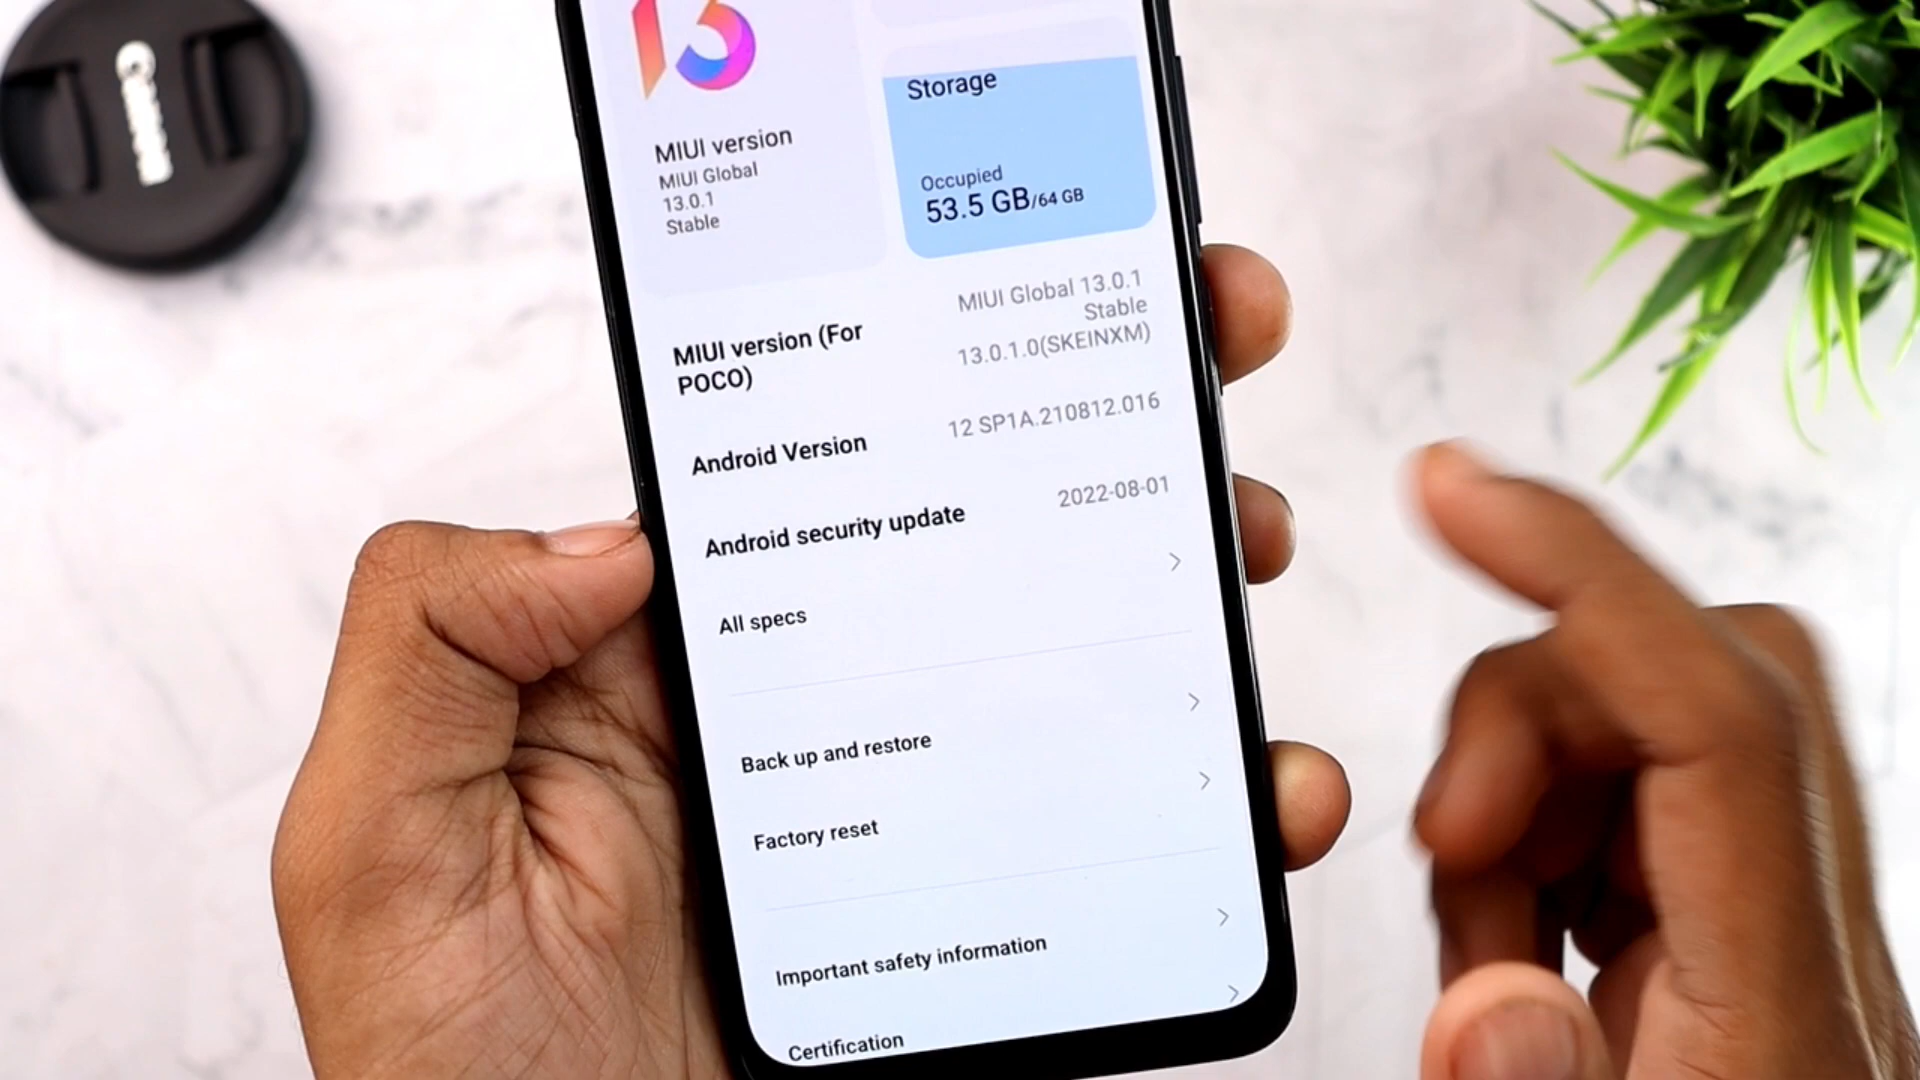 13
MIUI version
MIUI Global
13.0.1
Stable
Storage
Occupied
53.5 GB/64 GB
MIUI version (For
POCO)
MIUI Global 13.0.1
Stable
13.0.1.0(SKEINXM)
Android Version
12 SP1A.210812.016
Android security update
2022-08-01
All specs
Back up and restore
Factory reset
Important safety information
Certification